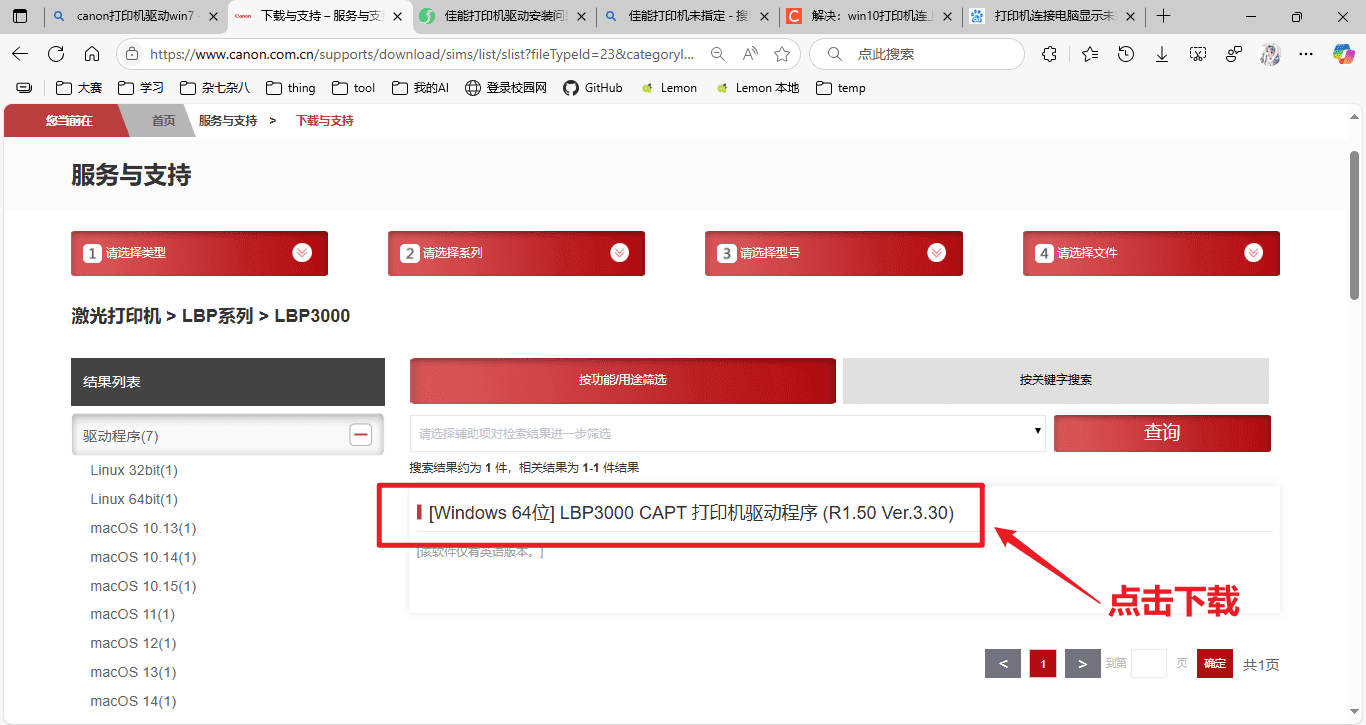 canon打印机驱动win7
Canon 下载与支持 – 服务与支
佳能打印机驱动安装问
佳能打印机未指定 - 搜
C 解决：win10打印机连
打印机连接电脑显示未
https://www.canon.com.cn/supports/download/sims/list/slist?fileTypeId=23&categoryI...
点此搜索
大赛
学习
杂七杂八
thing
tool
我的AI
登录校园网
GitHub
Lemon
Lemon 本地
temp
您当前在
首页
服务与支持 > 下载与支持
服务与支持
1 请选择类型
2 请选择系列
3 请选择型号
4 请选择文件
激光打印机 > LBP系列 > LBP3000
结果列表
按功能/用途筛选
按关键字搜索
驱动程序(7)
请选择辅助项对检索结果进一步筛选
查询
Linux 32bit(1)
Linux 64bit(1)
macOS 10.13(1)
macOS 10.14(1)
macOS 10.15(1)
macOS 11(1)
macOS 12(1)
macOS 13(1)
macOS 14(1)
搜索结果约为 1 件，相关结果为 1-1 件结果
[Windows 64位] LBP3000 CAPT 打印机驱动程序 (R1.50 Ver.3.30)
[该软件仅有英语版本。]
点击下载
< 1 > 到第 页 确定 共1页